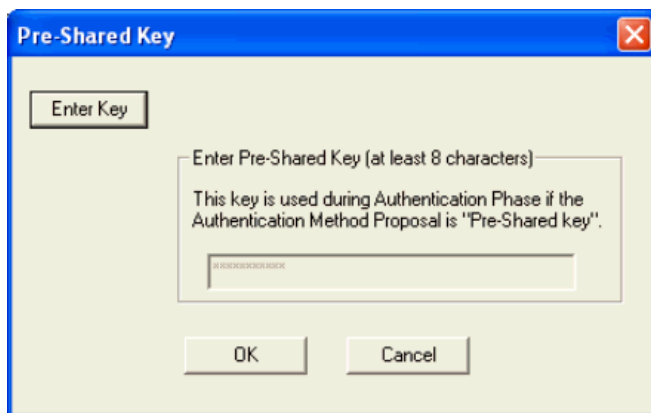 Pre-Shared Key
Enter Key
Enter Pre-Shared Key (at least 8 characters)
This key is used during Authentication Phase if the
Authentication Method Proposal is "Pre-Shared key".
***********
OK
Cancel